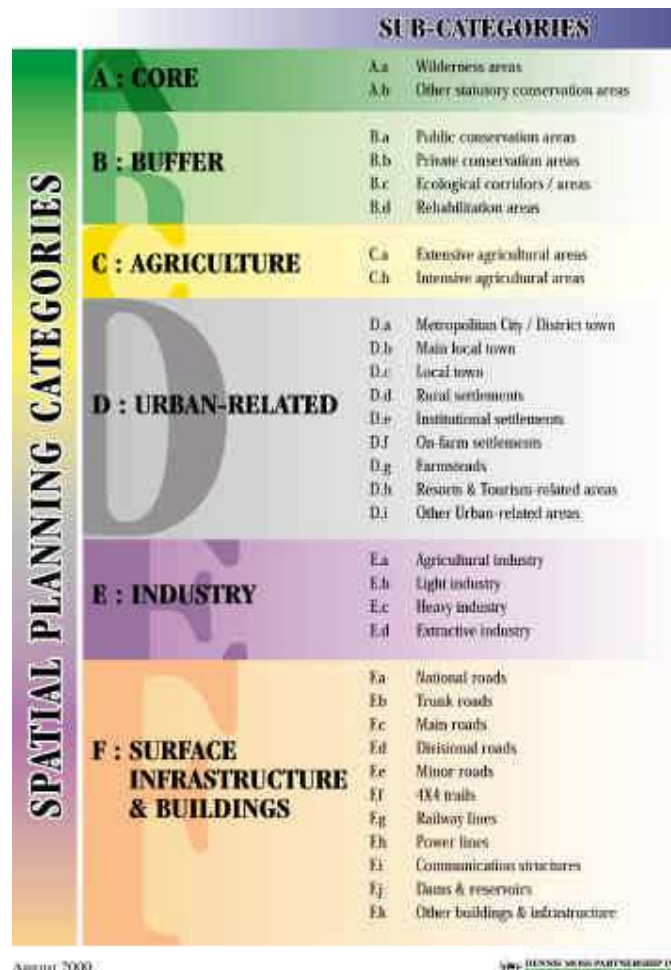 SUB-CATEGORIES
SPATIAL PLANNING CATEGORIES
A : CORE
A.a Wilderness areas
A.b Other statutory conservation areas
B : BUFFER
B.a Public conservation areas
B.b Private conservation areas
B.c Ecological corridors / areas
B.d Rehabilitation areas
C : AGRICULTURE
C.a Extensive agricultural areas
C.b Intensive agricultural areas
D : URBAN-RELATED
D.a Metropolitan City / District town
D.b Main local town
D.c Local town
D.d Rural settlements
D.e Institutional settlements
D.f On-farm settlements
D.g Farmsteads
D.h Resorts & Tourism-related areas
D.i Other Urban-related areas
E : INDUSTRY
E.a Agricultural industry
E.b Light industry
E.c Heavy industry
E.d Extractive industry
F : SURFACE
INFRASTRUCTURE
& BUILDINGS
F.a National roads
F.b Trunk roads
F.c Main roads
F.d Divisional roads
F.e Minor roads
F.f 4X4 trails
F.g Railway lines
F.h Power lines
F.i Communication structures
F.j Dams & reservoirs
F.k Other buildings & infrastructure
August 2000
DENNIS MOSS PARTNERSHIP